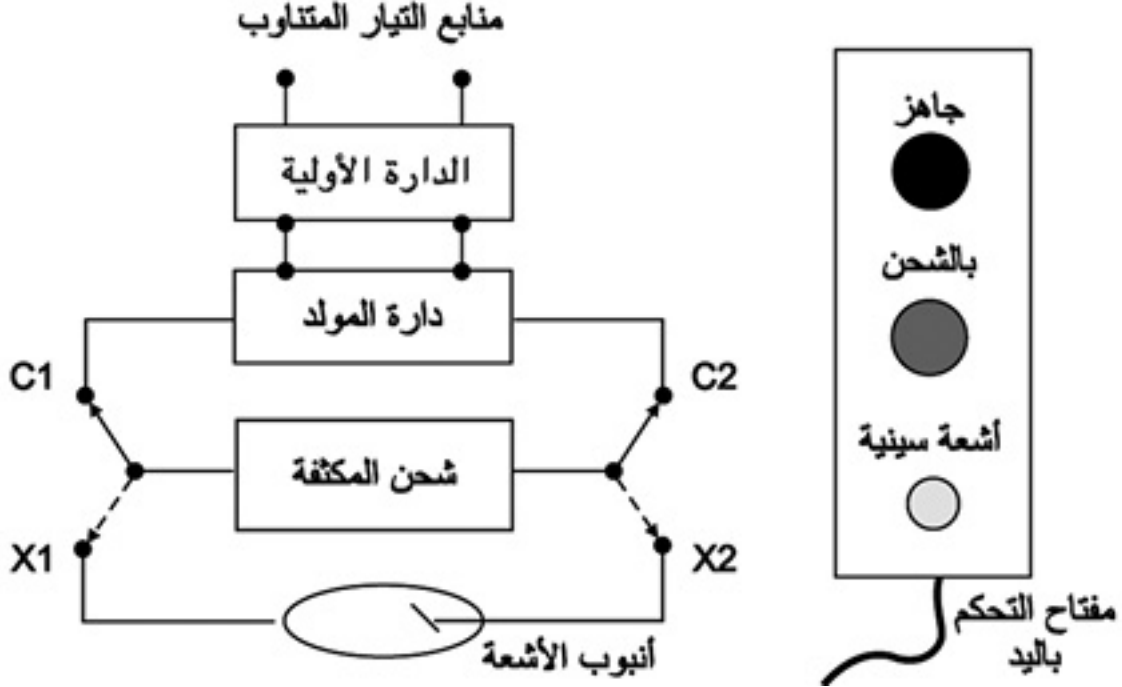 منابع التيار المتناوب
الدارة الأولية
دارة المولد
C1
C2
شحن المكثفة
X1
X2
أنبوب الأشعة
جاهز
بالشحن
أشعة سينية
مفتاح التحكم
باليد